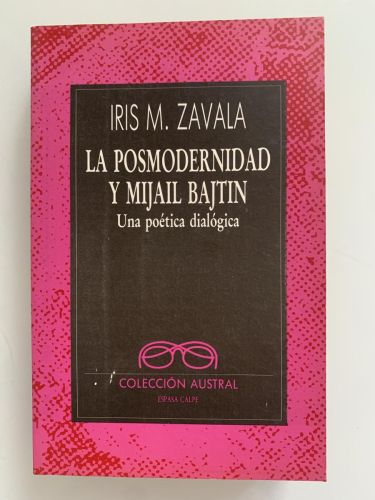 IRIS M. ZAVALA
LA POSMODERNIDAD
Y MIJAIL BAJTIN
Una poética dialógica
COLECCIÓN AUSTRAL
ESPASA CALPE